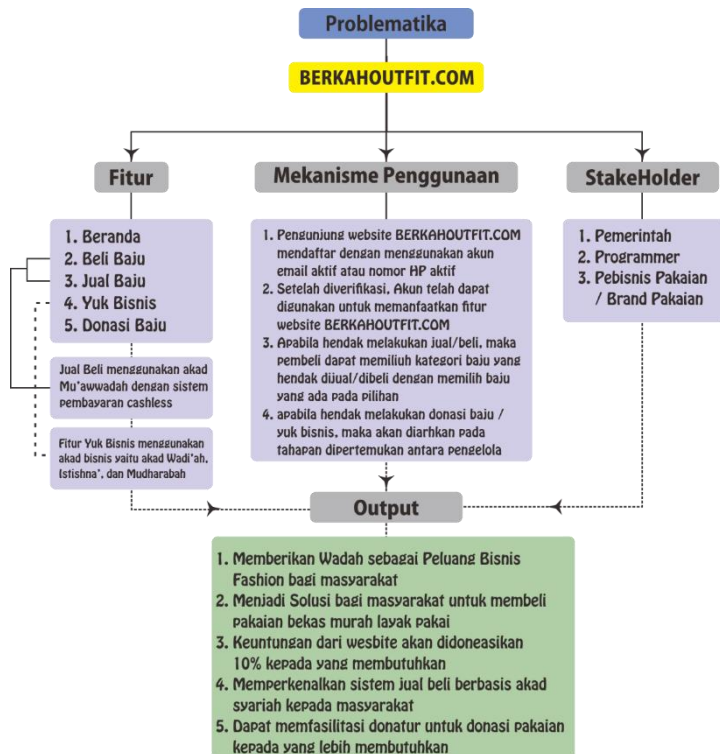 Problematika
BERKAHOUTFIT.COM
Fitur
1. Beranda
2. Beli Baju
3. Jual Baju
4. Yuk Bisnis
5. Donasi Baju
Jual Beli menggunakan akad
Mu'awwadah dengan sistem
pembayaran cashless
Fitur Yuk Bisnis menggunakan
akad bisnis yaitu akad Wadi'ah,
Istishna', dan Mudharabah
Mekanisme Penggunaan
1. Pengunjung website BERKAHOUTFIT.COM
mendaftar dengan menggunakan akun
email aktif atau nomor HP aktif
2. Setelah diverifikasi, Akun telah dapat
digunakan untuk memanfaatkan fitur
website BERKAHOUTFIT.COM
3. Apabila hendak melakukan jual/beli, maka
pembeli dapat memiliuh kategori baju yang
hendak dijual/dibeli dengan memilih baju
yang ada pada pilihan
4. apabila hendak melakukan donasi baju /
yuk bisnis, maka akan diarhkan pada
tahapan dipertemukan antara pengelola
StakeHolder
1. Pemerintah
2. Programmer
3. Pebisnis Pakaian
/ Brand Pakaian
Output
1. Memberikan Wadah sebagai Peluang Bisnis
Fashion bagi masyarakat
2. Menjadi Solusi bagi masyarakat untuk membeli
pakaian bekas murah layak pakai
3. Keuntungan dari wesbite akan didoneasikan
10% kepada yang membutuhkan
4. Memperkenalkan sistem jual beli berbasis akad
syariah kepada masyarakat
5. Dapat memfasilitasi donatur untuk donasi pakaian
kepada yang lebih membutuhkan